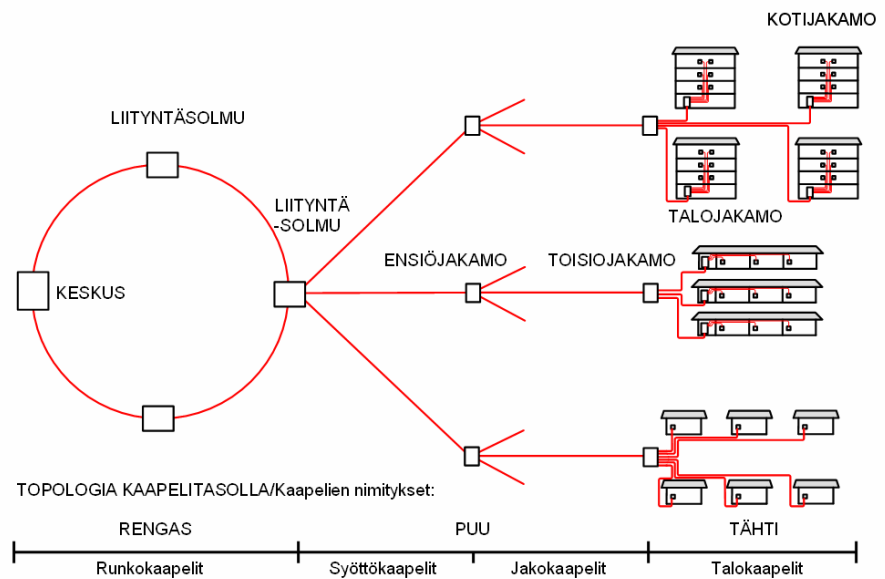 KOTIJAKAMO
LIITYNTÄSOLMU
LIITYNTÄ
-SOLMU
TALOJAKAMO
ENSIÖJAKAMO
TOISIOJAKAMO
KESKUS
TOPOLOGIA KAAPELITASOLLA/Kaapelien nimitykset:
RENGAS
PUU
TÄHTI
Runkokaapelit
Syöttökaapelit
Jakokaapelit
Talokaapelit